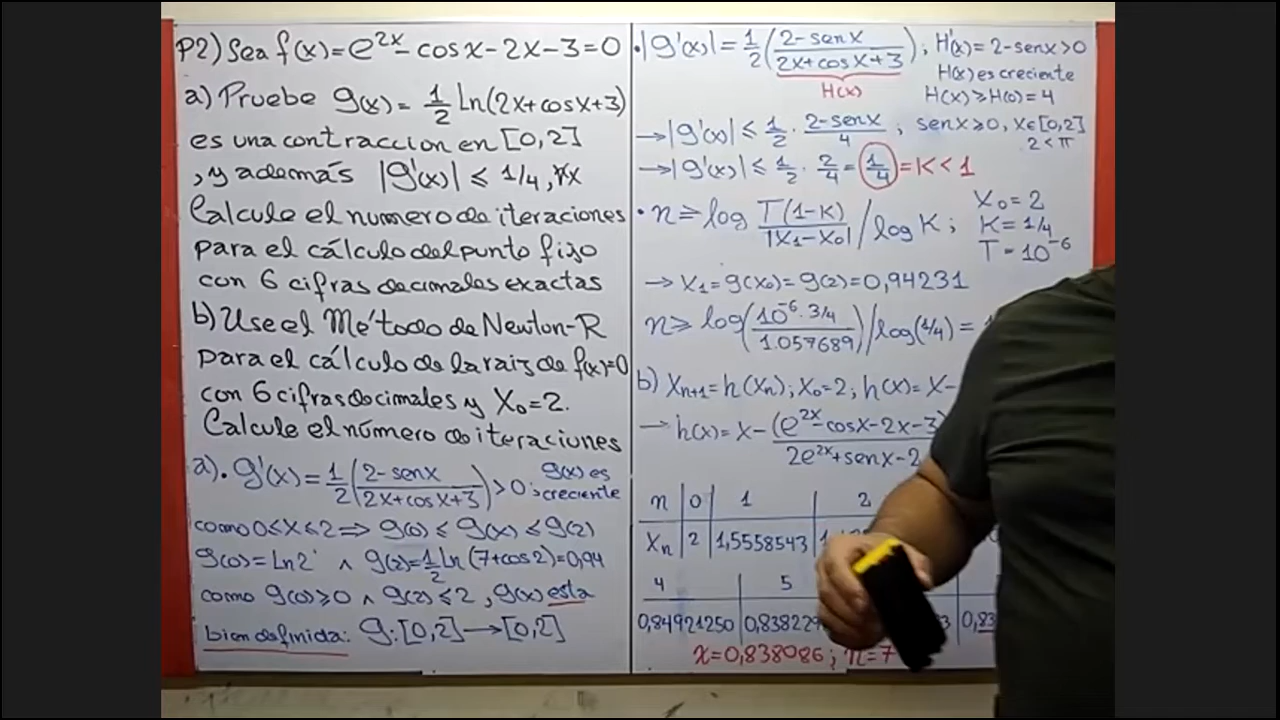 P2) Sea f(x)=e^{2x}-cosx-2x-3=0
a) Pruebe g(x)=1/2 Ln(2x+cosx+3)
es una contraccion en [0,2]
, y además |g'(x)| ≤ 1/4, ∀x
Calcule el numero de iteraciones
para el cálculo del punto fijo
con 6 cifras decimales exactas
b) Use el Método de Newton-R
para el cálculo de la raiz de f(x)=0
con 6 cifras decimales y X₀=2.
Calcule el número de iteraciones
a). g'(x)=1/2(2-senx/2x+cosx+3)>0; g(x) es creciente
como 0≤x≤2 ⇒ g(0)≤g(x)≤g(2)
g(0)=Ln2 ∧ g(2)=1/2 ln(7+cos2)=0,94
como g(0)≥0 ∧ g(2)≤2, g(x) esta
bien definida: g:[0,2]→[0,2]
• |g'(x)|=1/2(2-senx/2x+cosx+3); H'(x)=2-senx>0
H(x)
H(x) es creciente
H(x)≥H(0)=4
→|g'(x)| ≤ 1/2 · 2-senx/4; senx≥0, x∈[0,2]
2<π
→|g'(x)| ≤ 1/2 · 2/4 = 1/4 = K < 1
• n ≥ log T(1-K)/|X₁-X₀| / log K; X₀=2
K=1/4
T=10^{-6}
→ X₁=g(X₀)=g(2)=0,94231
n ≥ log(10^{-6}·3/4/1.057689)/log(1/4)=
b) X_{n+1}=h(X_n); X₀=2; h(x)=X-
→ h(x)=x-(e^{2x}-cosx-2x-3)/2e^{2x}+senx-2
n 0 1 2
X_n 2 1,5558543
4 5
0,84921250 0,83822
x=0,838086; n=7